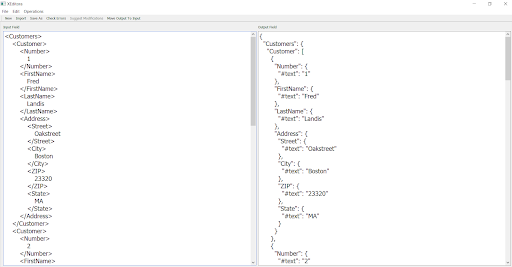 XEditore
File Edit Operations
New Export Save As Check Errors Suggest Modifications Move Output To Input
Input Field
<Customers>
<Customer>
<Number>
1
</Number>
<FirstName>
Fred
</FirstName>
<LastName>
Landis
</LastName>
<Address>
<Street>
Oakstreet
</Street>
<City>
Boston
</City>
<ZIP>
23320
</ZIP>
<State>
MA
</State>
</Address>
</Customer>
<Customer>
<Number>
2
</Number>
<FirstName>
Output Field
{
"Customers": {
"Customer": [
{
"Number": {
"#text": "1"
},
"FirstName": {
"#text": "Fred"
},
"LastName": {
"#text": "Landis"
},
"Address": {
"Street": {
"#text": "Oakstreet"
},
"City": {
"#text": "Boston"
},
"ZIP": {
"#text": "23320"
},
"State": {
"#text": "MA"
}
}
},
{
"Number": {
"#text": "2"